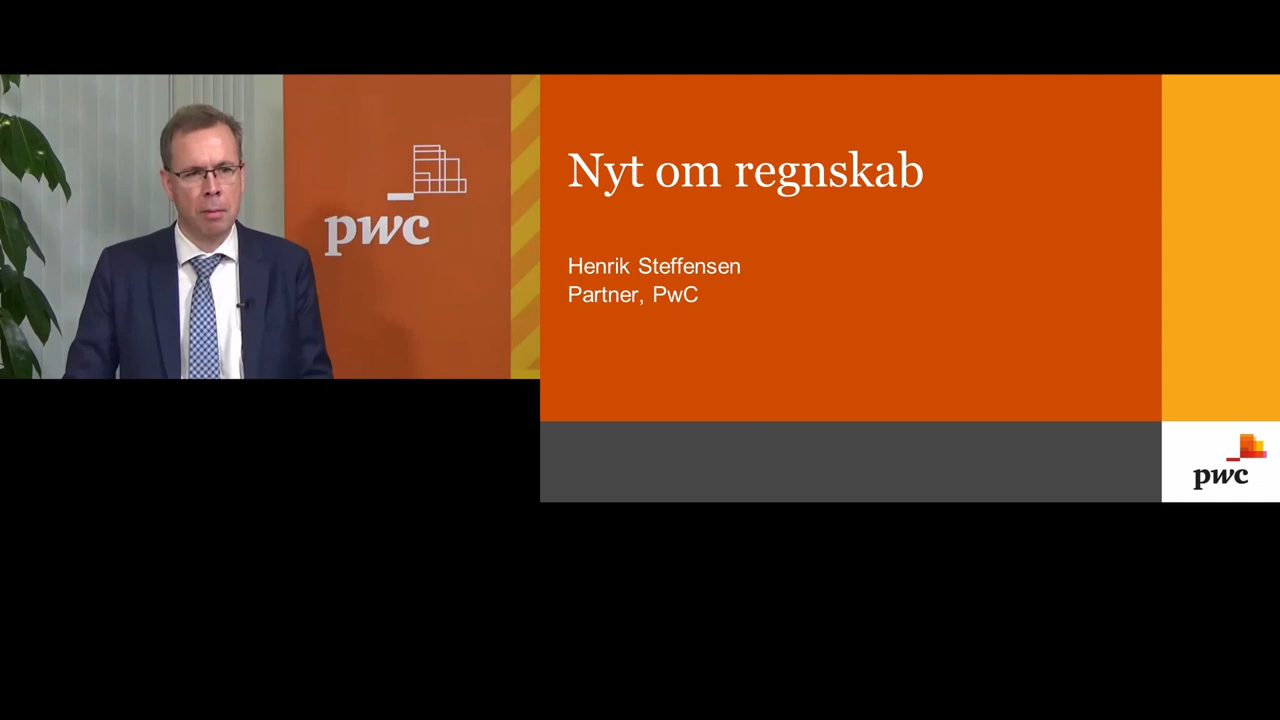 pwc
Nyt om regnskab
Henrik Steffensen
Partner, PwC
pwc